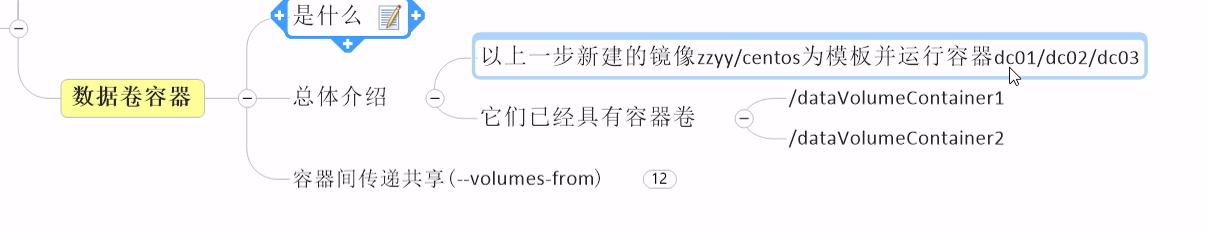 是什么
以上一步新建的镜像zzyy/centos为模板并运行容器dc01/dc02/dc03
数据卷容器
总体介绍
它们已经具有容器卷
/dataVolumeContainer1
/dataVolumeContainer2
容器间传递共享(--volumes-from)
12